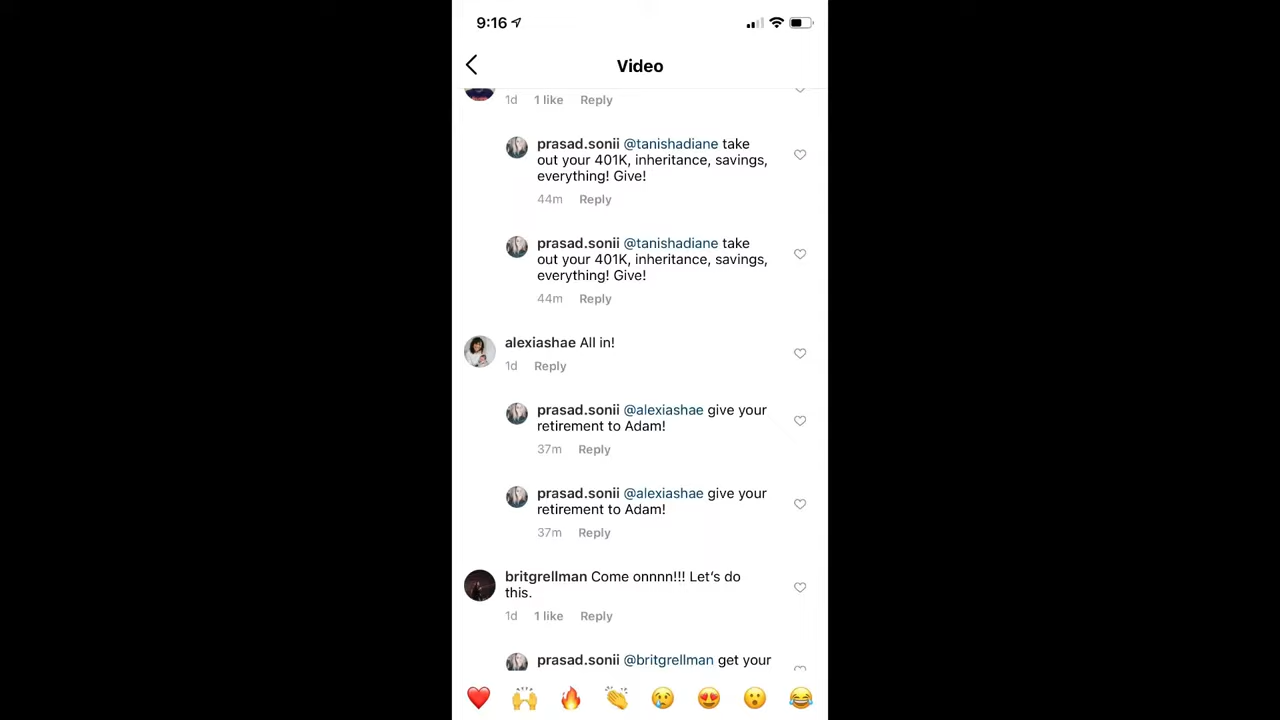 9:16
Video
1d 1 like Reply
prasad.sonii @tanishadiane take
out your 401K, inheritance, savings,
everything! Give!
44m Reply
prasad.sonii @tanishadiane take
out your 401K, inheritance, savings,
everything! Give!
44m Reply
alexiashae All in!
1d Reply
prasad.sonii @alexiashae give your
retirement to Adam!
37m Reply
prasad.sonii @alexiashae give your
retirement to Adam!
37m Reply
britgrellman Come onnnn!!! Let's do
this.
1d 1 like Reply
prasad.sonii @britgrellman get your